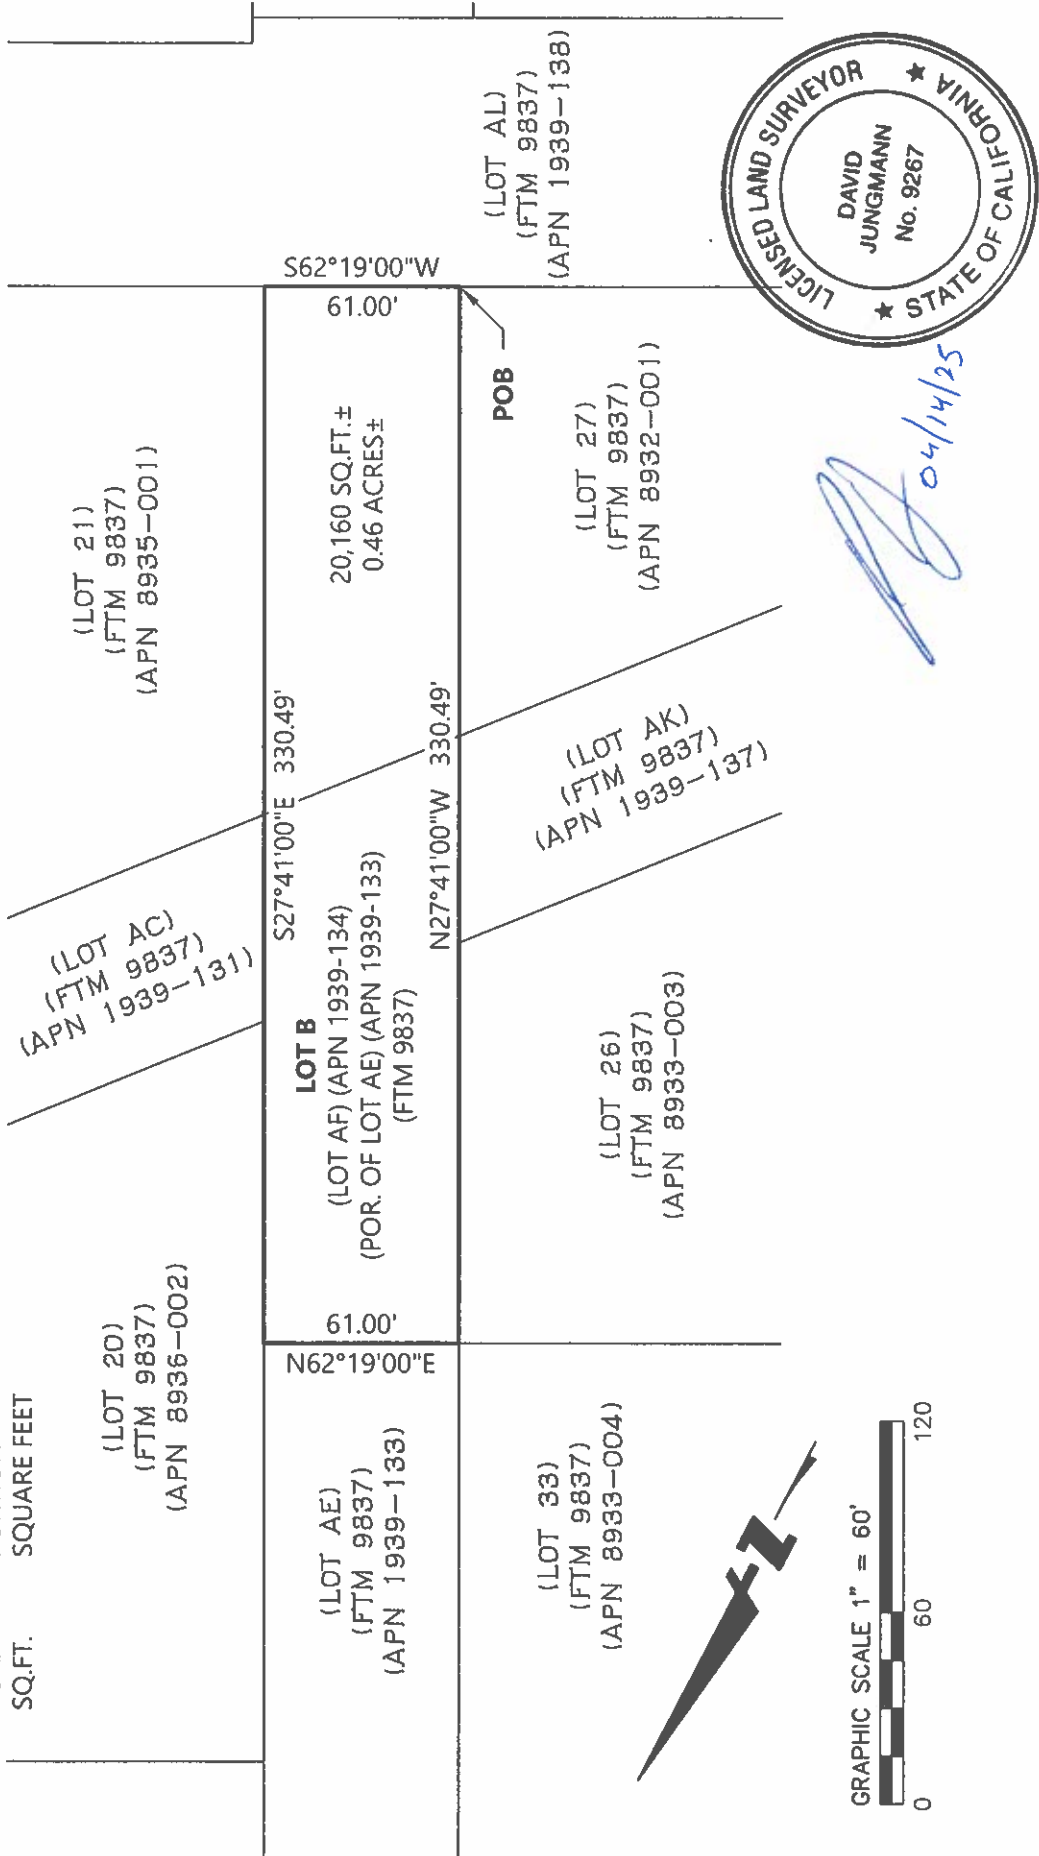 SQ.FT. SQUARE FEET
(LOT 20)
(FTM 9837)
(APN 8936-002)
(LOT AC)
(FTM 9837)
(APN 1939-131)
(LOT 21)
(FTM 9837)
(APN 8935-001)
S27°41'00"E 330.49'
(LOT AE)
(FTM 9837)
(APN 1939-133)
N62°19'00"E
61.00'
LOT B
(LOT AF) (APN 1939-134)
(POR. OF LOT AE) (APN 1939-133)
(FTM 9837)
20,160 SQ.FT.±
0.46 ACRES±
61.00'
S62°19'00"W
N27°41'00"W 330.49'
POB
(LOT AL)
(FTM 9837)
(APN 1939-138)
(LOT 33)
(FTM 9837)
(APN 8933-004)
(LOT 26)
(FTM 9837)
(APN 8933-003)
(LOT AK)
(FTM 9837)
(APN 1939-137)
(LOT 27)
(FTM 9837)
(APN 8932-001)
N
GRAPHIC SCALE 1" = 60'
0 60 120
04/14/25
LICENSED LAND SURVEYOR
DAVID
JUNGMANN
No. 9267
★ STATE OF CALIFORNIA ★